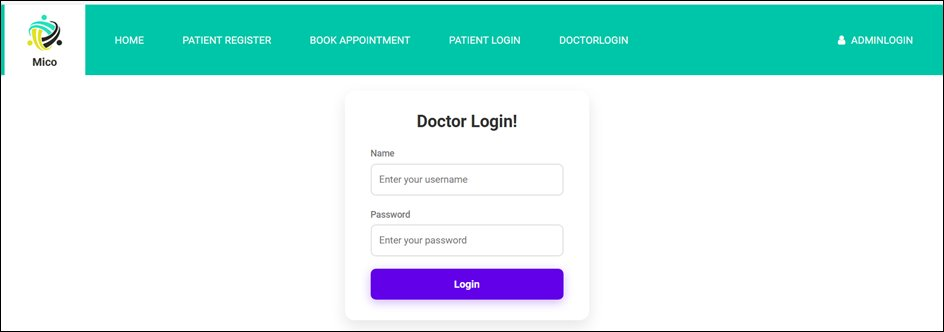 Mico
HOME PATIENT REGISTER BOOK APPOINTMENT PATIENT LOGIN DOCTORLOGIN ADMINLOGIN
Doctor Login!
Name
Enter your username
Password
Enter your password
Login